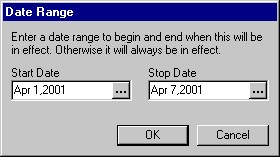 Date Range
Enter a date range to begin and end when this will be
in effect. Otherwise it will always be in effect.
Start Date Stop Date
Apr 1,2001 ... Apr 7,2001 ...
OK Cancel